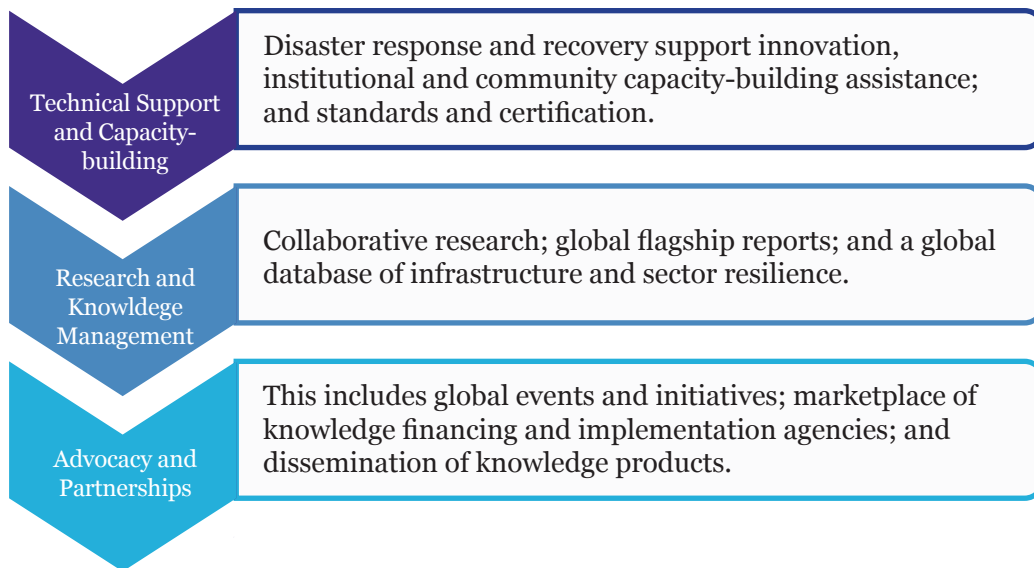 Technical Support
and Capacity-
building
Disaster response and recovery support innovation,
institutional and community capacity-building assistance;
and standards and certification.
Research and
Knowldege
Management
Collaborative research; global flagship reports; and a global
database of infrastructure and sector resilience.
Advocacy and
Partnerships
This includes global events and initiatives; marketplace of
knowledge financing and implementation agencies; and
dissemination of knowledge products.